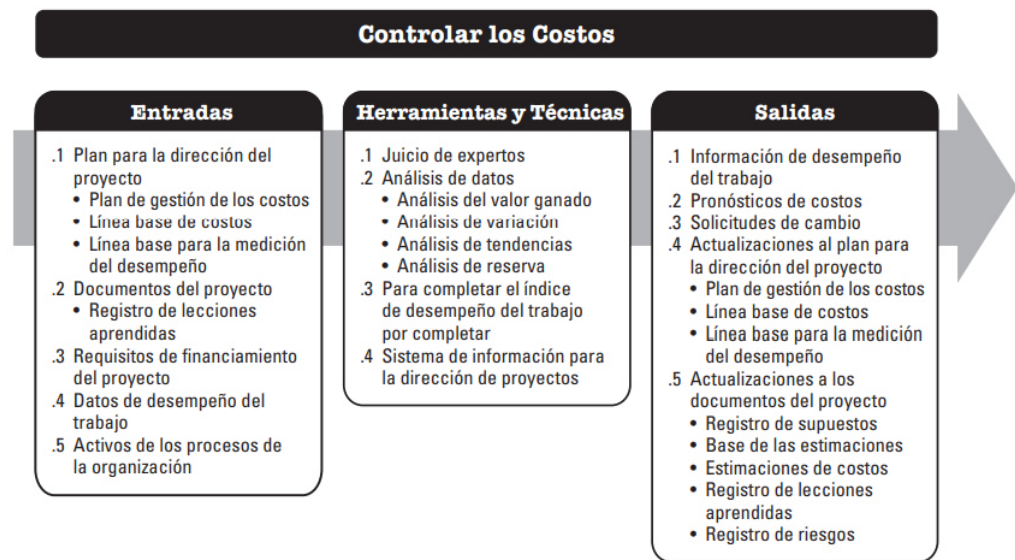 Controlar los Costos
Entradas
.1 Plan para la dirección del
proyecto
• Plan de gestión de los costos
• Línea base de costos
• Línea base para la medición
del desempeño
.2 Documentos del proyecto
• Registro de lecciones
aprendidas
.3 Requisitos de financiamiento
del proyecto
.4 Datos de desempeño del
trabajo
.5 Activos de los procesos de
la organización
Herramientas y Técnicas
.1 Juicio de expertos
.2 Análisis de datos
• Análisis del valor ganado
• Análisis de variación
• Análisis de tendencias
• Análisis de reserva
.3 Para completar el índice
de desempeño del trabajo
por completar
.4 Sistema de información para
la dirección de proyectos
Salidas
.1 Información de desempeño
del trabajo
.2 Pronósticos de costos
.3 Solicitudes de cambio
.4 Actualizaciones al plan para
la dirección del proyecto
• Plan de gestión de los costos
• Línea base de costos
• Línea base para la medición
del desempeño
.5 Actualizaciones a los
documentos del proyecto
• Registro de supuestos
• Base de las estimaciones
• Estimaciones de costos
• Registro de lecciones
aprendidas
• Registro de riesgos